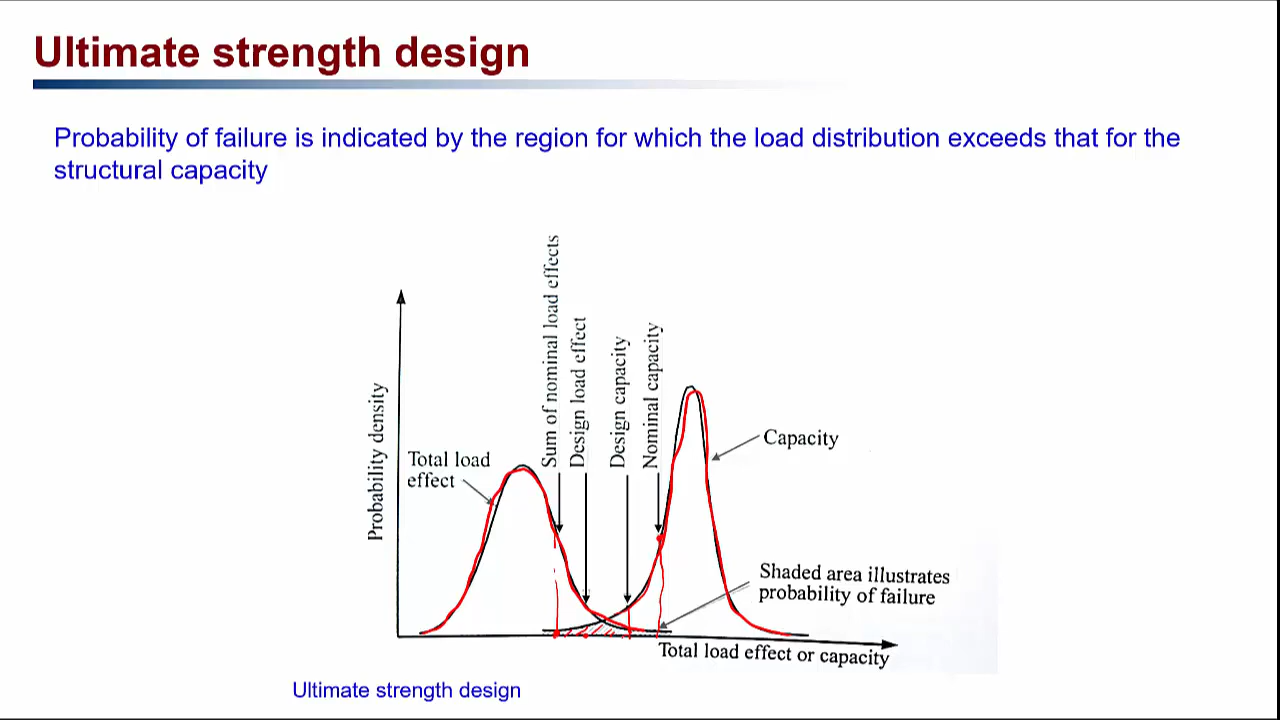 Ultimate strength design
Probability of failure is indicated by the region for which the load distribution exceeds that for the
structural capacity
Sum of nominal load effects
Design load effect
Design capacity
Nominal capacity
Probability density
Total load
effect
Capacity
Shaded area illustrates
probability of failure
Total load effect or capacity
Ultimate strength design